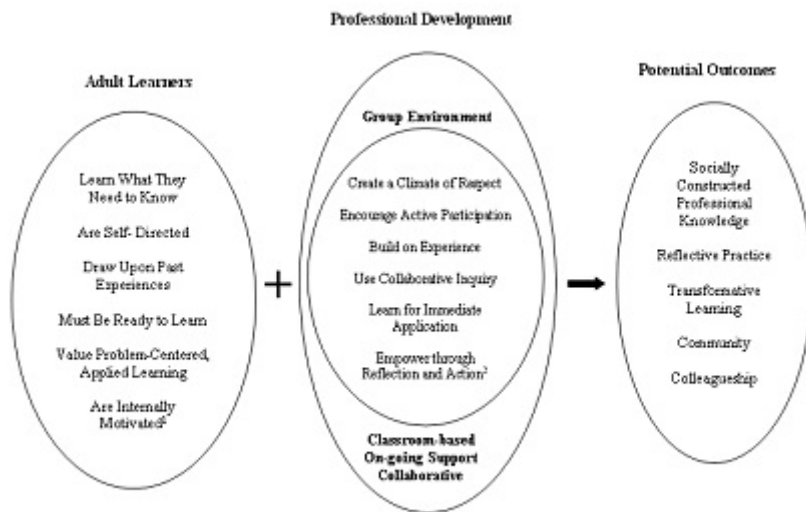 Professional Development
Adult Learners
Potential Outcomes
Learn What They
Need to Know
Are Self- Directed
Draw Upon Past
Experiences
Must Be Ready to Learn
Value Problem-Centered,
Applied Learning
Are Internally
Motivated¹
+
Group Environment
Create a Climate of Respect
Encourage Active Participation
Build on Experience
Use Collaborative Inquiry
Learn for Immediate
Application
Empower through
Reflection and Action²
Classroom-based
On-going Support
Collaborative
Socially
Constructed
Professional
Knowledge
Reflective Practice
Transformative
Learning
Community
Colleagueship